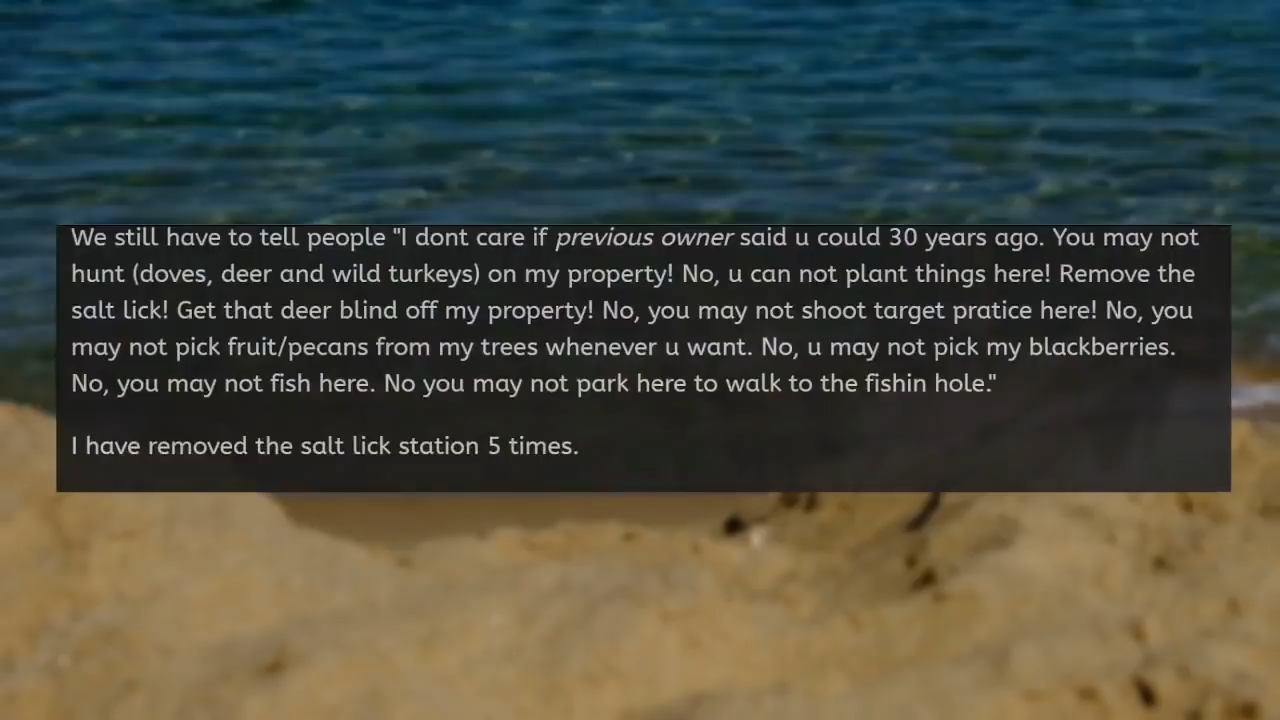 We still have to tell people "I dont care if previous owner said u could 30 years ago. You may not
hunt (doves, deer and wild turkeys) on my property! No, u can not plant things here! Remove the
salt lick! Get that deer blind off my property! No, you may not shoot target pratice here! No, you
may not pick fruit/pecans from my trees whenever u want. No, u may not pick my blackberries.
No, you may not fish here. No you may not park here to walk to the fishin hole."
I have removed the salt lick station 5 times.